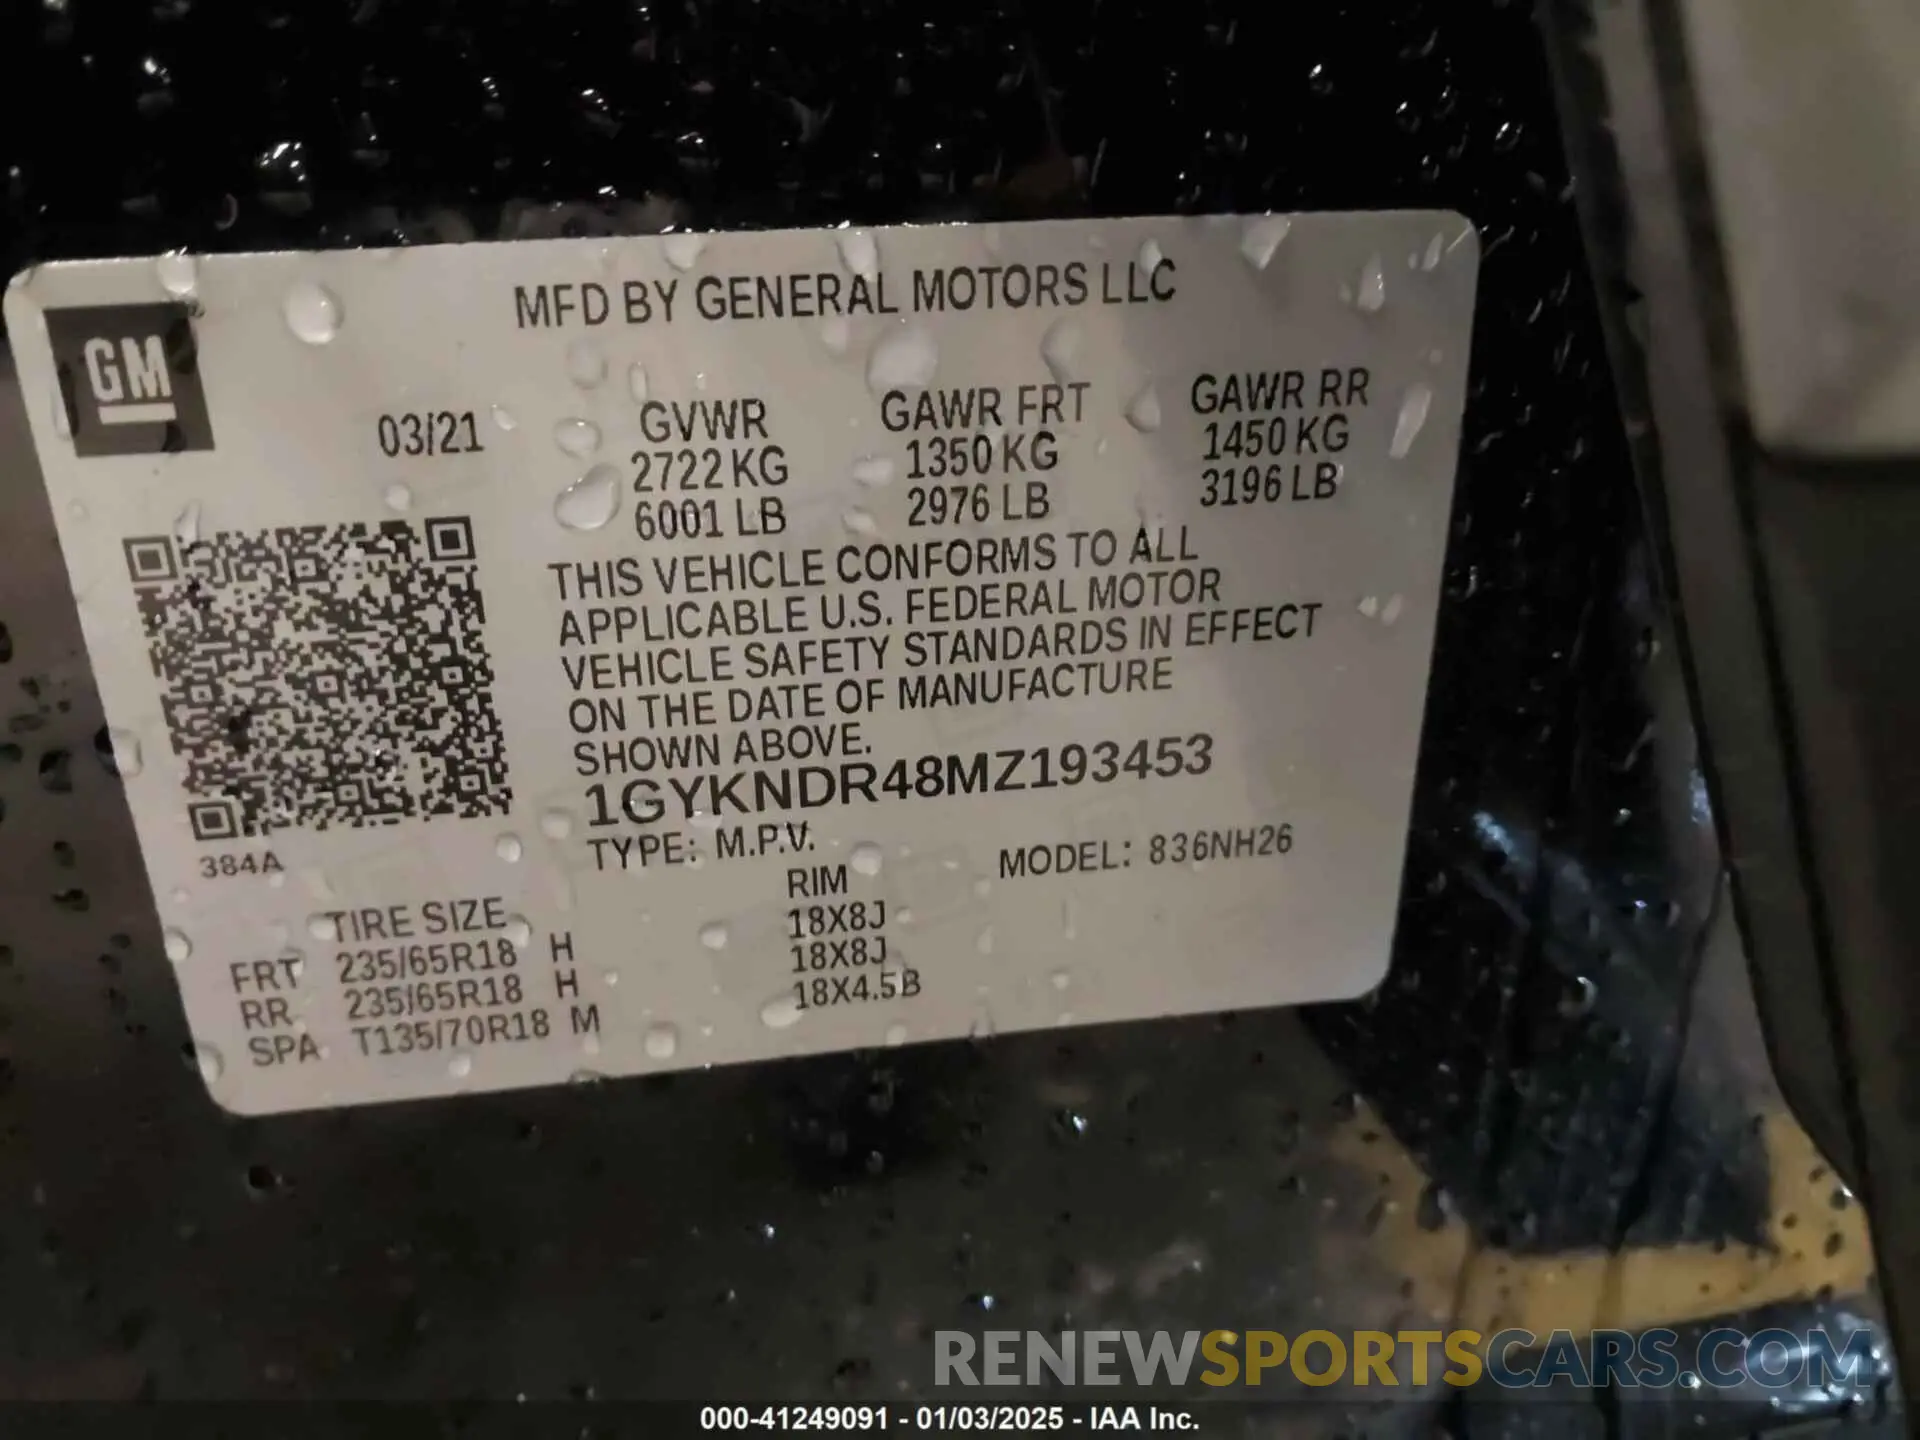 MFD BY GENERAL MOTORS LLC
GM
03/21
GVWR
2722 KG
6001 LB
GAWR FRT
1350 KG
2976 LB
GAWR RR
1450 KG
3196 LB
THIS VEHICLE CONFORMS TO ALL
APPLICABLE U.S. FEDERAL MOTOR
VEHICLE SAFETY STANDARDS IN EFFECT
ON THE DATE OF MANUFACTURE
SHOWN ABOVE.
1GYKNDR48MZ193453
TYPE: M.P.V.
MODEL: 836NH26
384A
TIRE SIZE RIM
FRT 235/65R18 H 18X8J
RR 235/65R18 H 18X8J
SPA T135/70R18 M 18X4.5B
RENEWSPORTSCARS.COM
000-41249091 - 01/03/2025 - IAA Inc.